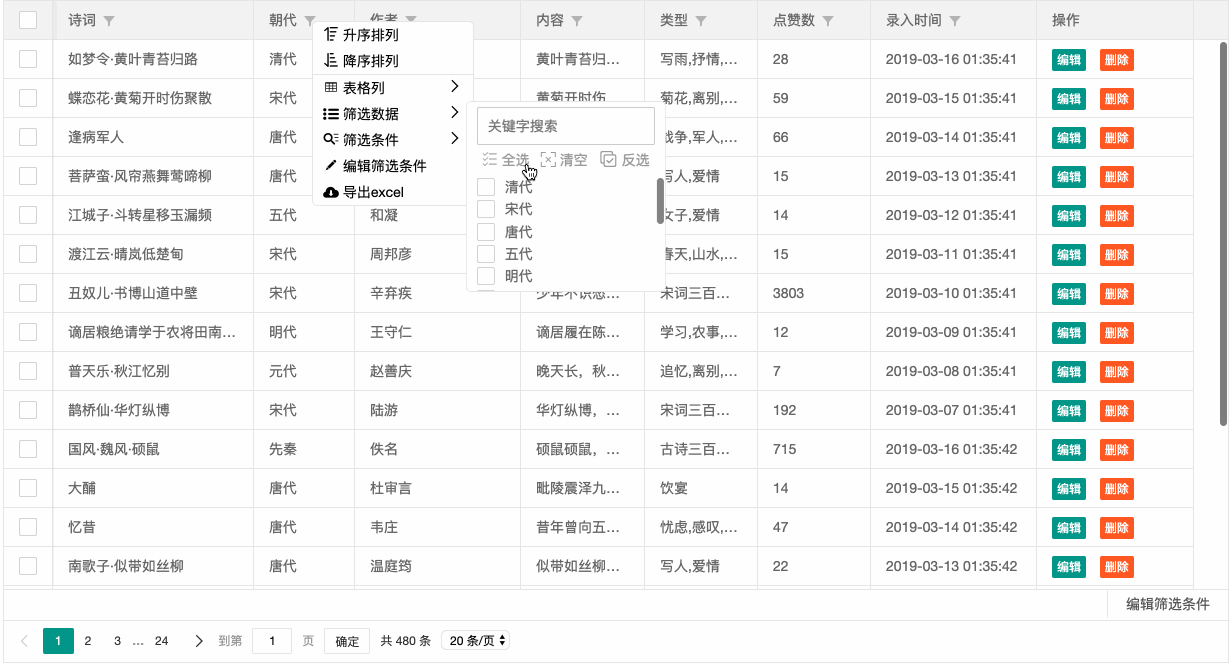 诗词 朝代 作者 内容 类型 点赞数 录入时间 操作
升序排列
降序排列
表格列
筛选数据
筛选条件
编辑筛选条件
导出excel
关键字搜索
全选 清空 反选
清代
宋代
唐代
五代
明代
如梦令·黄叶青苔归路 清代 黄叶青苔归… 写雨,抒情,… 28 2019-03-16 01:35:41 编辑 删除
蝶恋花·黄菊开时伤聚散 宋代 黄菊开时伤 菊花,离别,… 59 2019-03-15 01:35:41 编辑 删除
逢病军人 唐代 战争,军人,… 66 2019-03-14 01:35:41 编辑 删除
菩萨蛮·风帘燕舞莺啼柳 唐代 写人,爱情 15 2019-03-13 01:35:41 编辑 删除
江城子·斗转星移玉漏频 五代 和凝 女子,爱情 14 2019-03-12 01:35:41 编辑 删除
渡江云·晴岚低楚甸 宋代 周邦彦 春天,山水,… 15 2019-03-11 01:35:41 编辑 删除
丑奴儿·书博山道中壁 宋代 辛弃疾 少年不识愁… 宋词三百… 3803 2019-03-10 01:35:41 编辑 删除
谪居粮绝请学于农将田南… 明代 王守仁 谪居履在陈… 学习,农事,… 12 2019-03-09 01:35:41 编辑 删除
普天乐·秋江忆别 元代 赵善庆 晚天长，秋… 追忆,离别,… 7 2019-03-08 01:35:41 编辑 删除
鹊桥仙·华灯纵博 宋代 陆游 华灯纵博，… 宋词三百… 192 2019-03-07 01:35:41 编辑 删除
国风·魏风·硕鼠 先秦 佚名 硕鼠硕鼠，… 古诗三百… 715 2019-03-16 01:35:42 编辑 删除
大酺 唐代 杜审言 毗陵震泽九… 饮宴 14 2019-03-15 01:35:42 编辑 删除
忆昔 唐代 韦庄 昔年曾向五… 忧虑,感叹,… 47 2019-03-14 01:35:42 编辑 删除
南歌子·似带如丝柳 唐代 温庭筠 似带如丝柳… 写人,爱情 22 2019-03-13 01:35:42 编辑 删除
编辑筛选条件
1 2 3 … 24 到第 1 页 确定 共 480 条 20 条/页